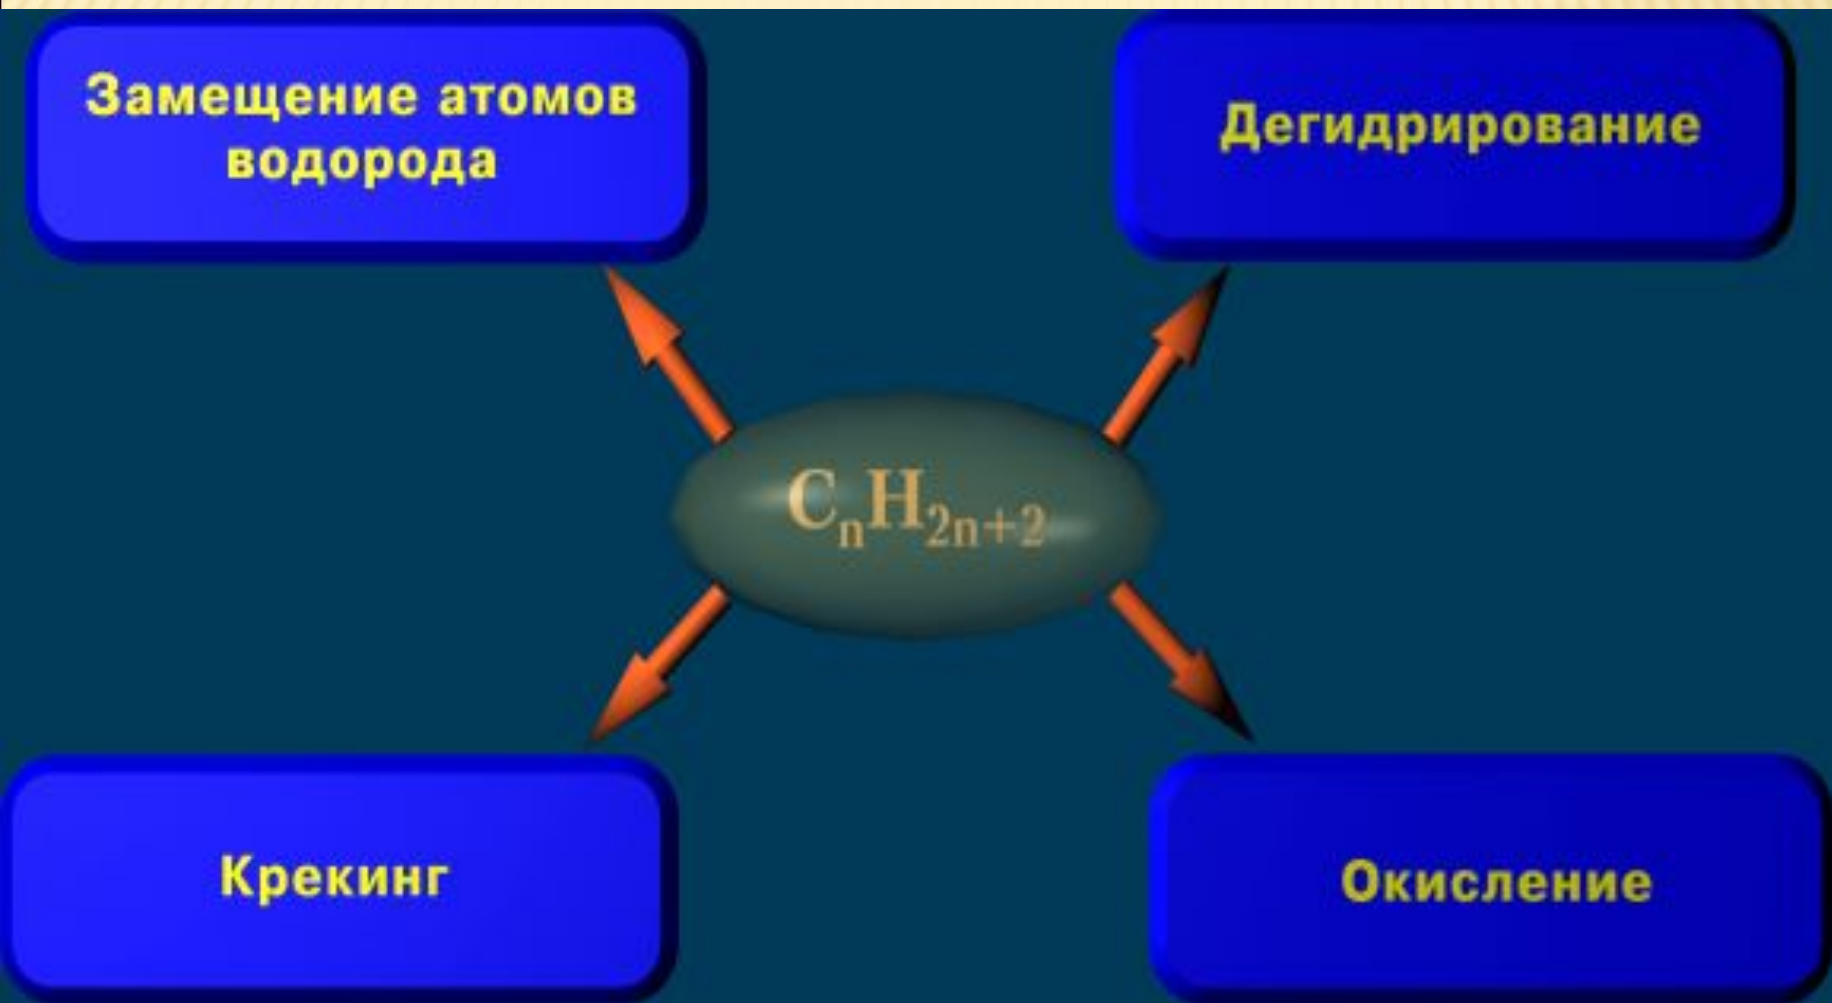 Замещение атомов
водорода
Дегидрирование
CₙH₂ₙ₊₂
Крекинг
Окисление